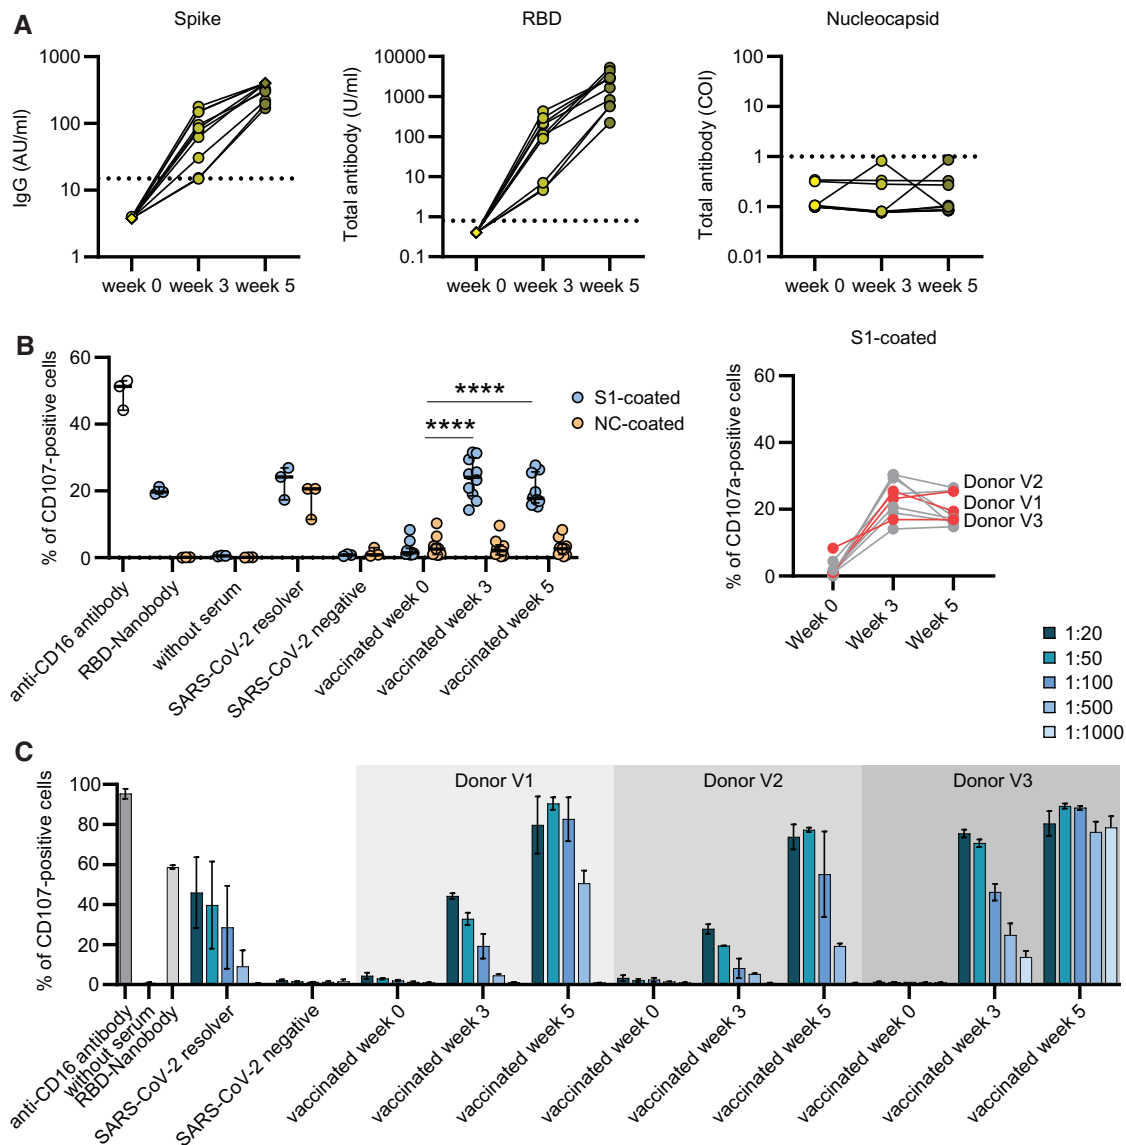 A
Spike
RBD
Nucleocapsid
IgG (AU/ml)
1000
100
10
1
week 0 week 3 week 5
Total antibody (U/ml)
10000
1000
100
10
1
0.1
week 0 week 3 week 5
Total antibody (COI)
100
10
1
0.1
0.01
week 0 week 3 week 5
B
% of CD107-positive cells
60
40
20
0
****
****
S1-coated
NC-coated
anti-CD16 antibody
RBD-Nanobody
without serum
SARS-CoV-2 resolver
SARS-CoV-2 negative
vaccinated week 0
vaccinated week 3
vaccinated week 5
S1-coated
% of CD107a-positive cells
60
40
20
0
Donor V2
Donor V1
Donor V3
Week 0
Week 3
Week 5
1:20
1:50
1:100
1:500
1:1000
C
% of CD107-positive cells
100
80
60
40
20
0
Donor V1
Donor V2
Donor V3
anti-CD16 antibody
without serum
RBD-Nanobody
SARS-CoV-2 resolver
SARS-CoV-2 negative
vaccinated week 0
vaccinated week 3
vaccinated week 5
vaccinated week 0
vaccinated week 3
vaccinated week 5
vaccinated week 0
vaccinated week 3
vaccinated week 5